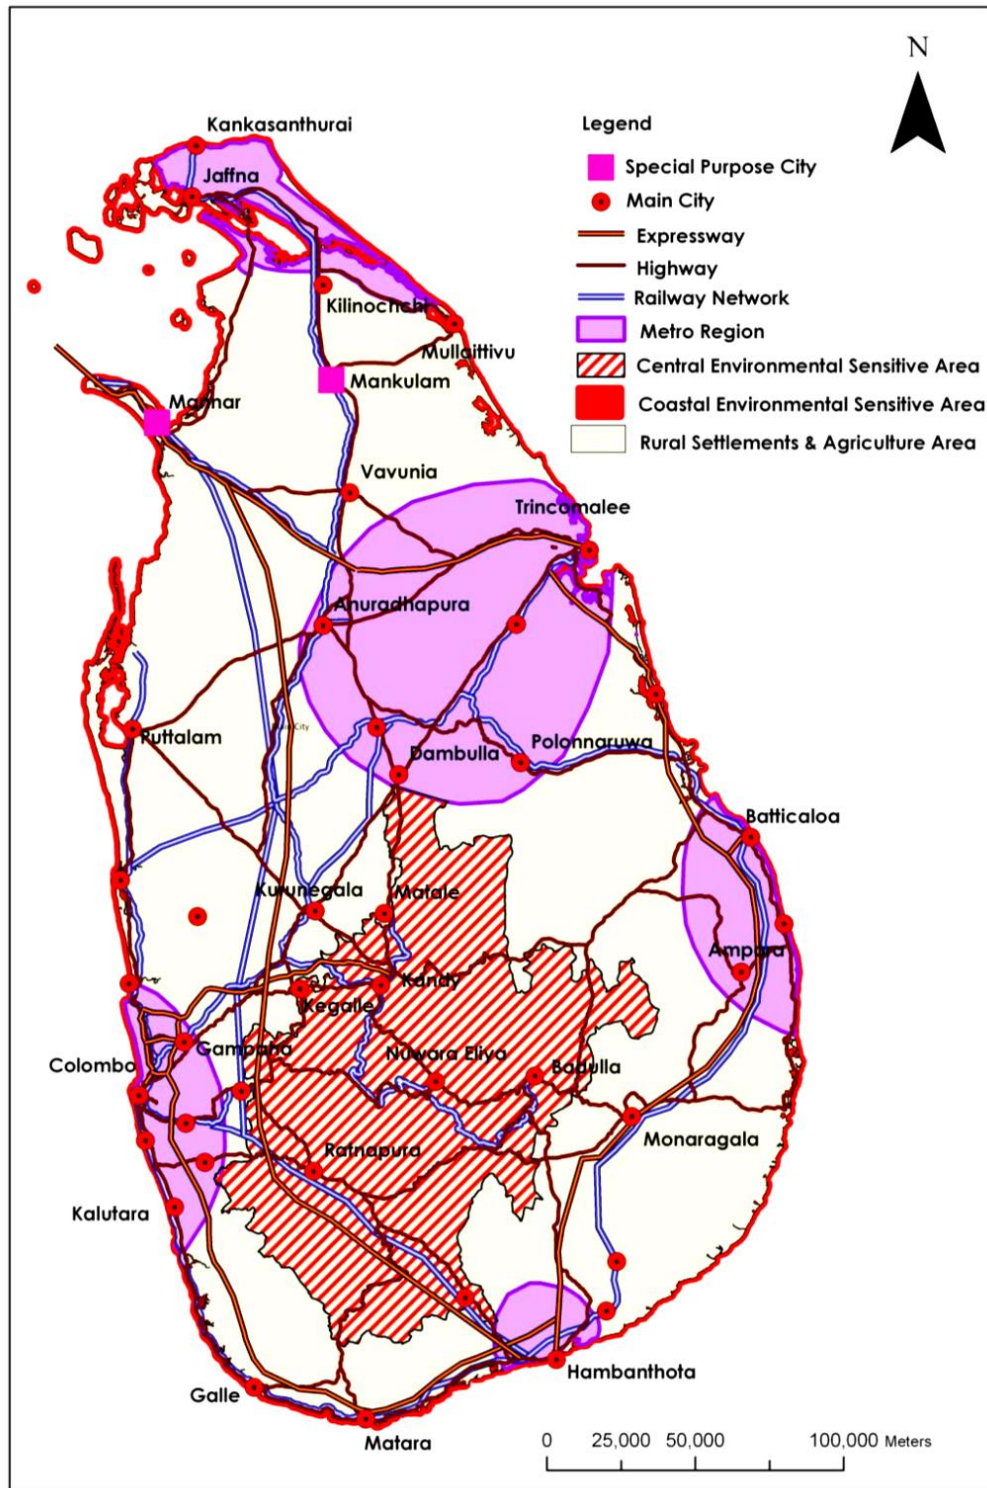 N
Kankasanthurai
Legend
Special Purpose City
Jaffna
Main City
Expressway
Highway
Kilinochchi
Railway Network
Metro Region
Mullaittivu
Central Environmental Sensitive Area
Mankulam
Mannar
Coastal Environmental Sensitive Area
Rural Settlements & Agriculture Area
Vavunia
Trincomalee
Anuradhapura
Puttalam
Polonnaruwa
Dambulla
Batticaloa
Kurunegala
Matale
Ampara
Kandy
Kegalle
Gampaha
Nuwara Eliya
Colombo
Badulla
Monaragala
Ratnapura
Kalutara
Hambanthota
Galle
Matara
0 25,000 50,000 100,000 Meters